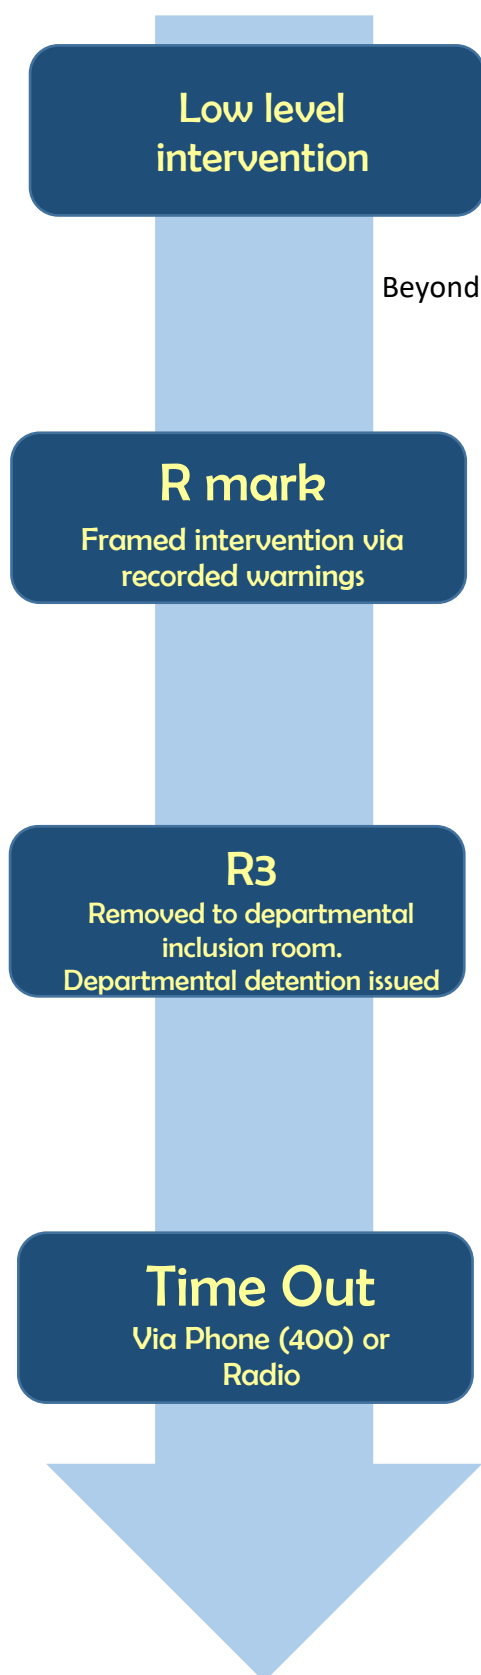 Low level
intervention
Beyond
R mark
Framed intervention via
recorded warnings
R3
Removed to departmental
inclusion room.
Departmental detention issued
Time Out
Via Phone (400) or
Radio